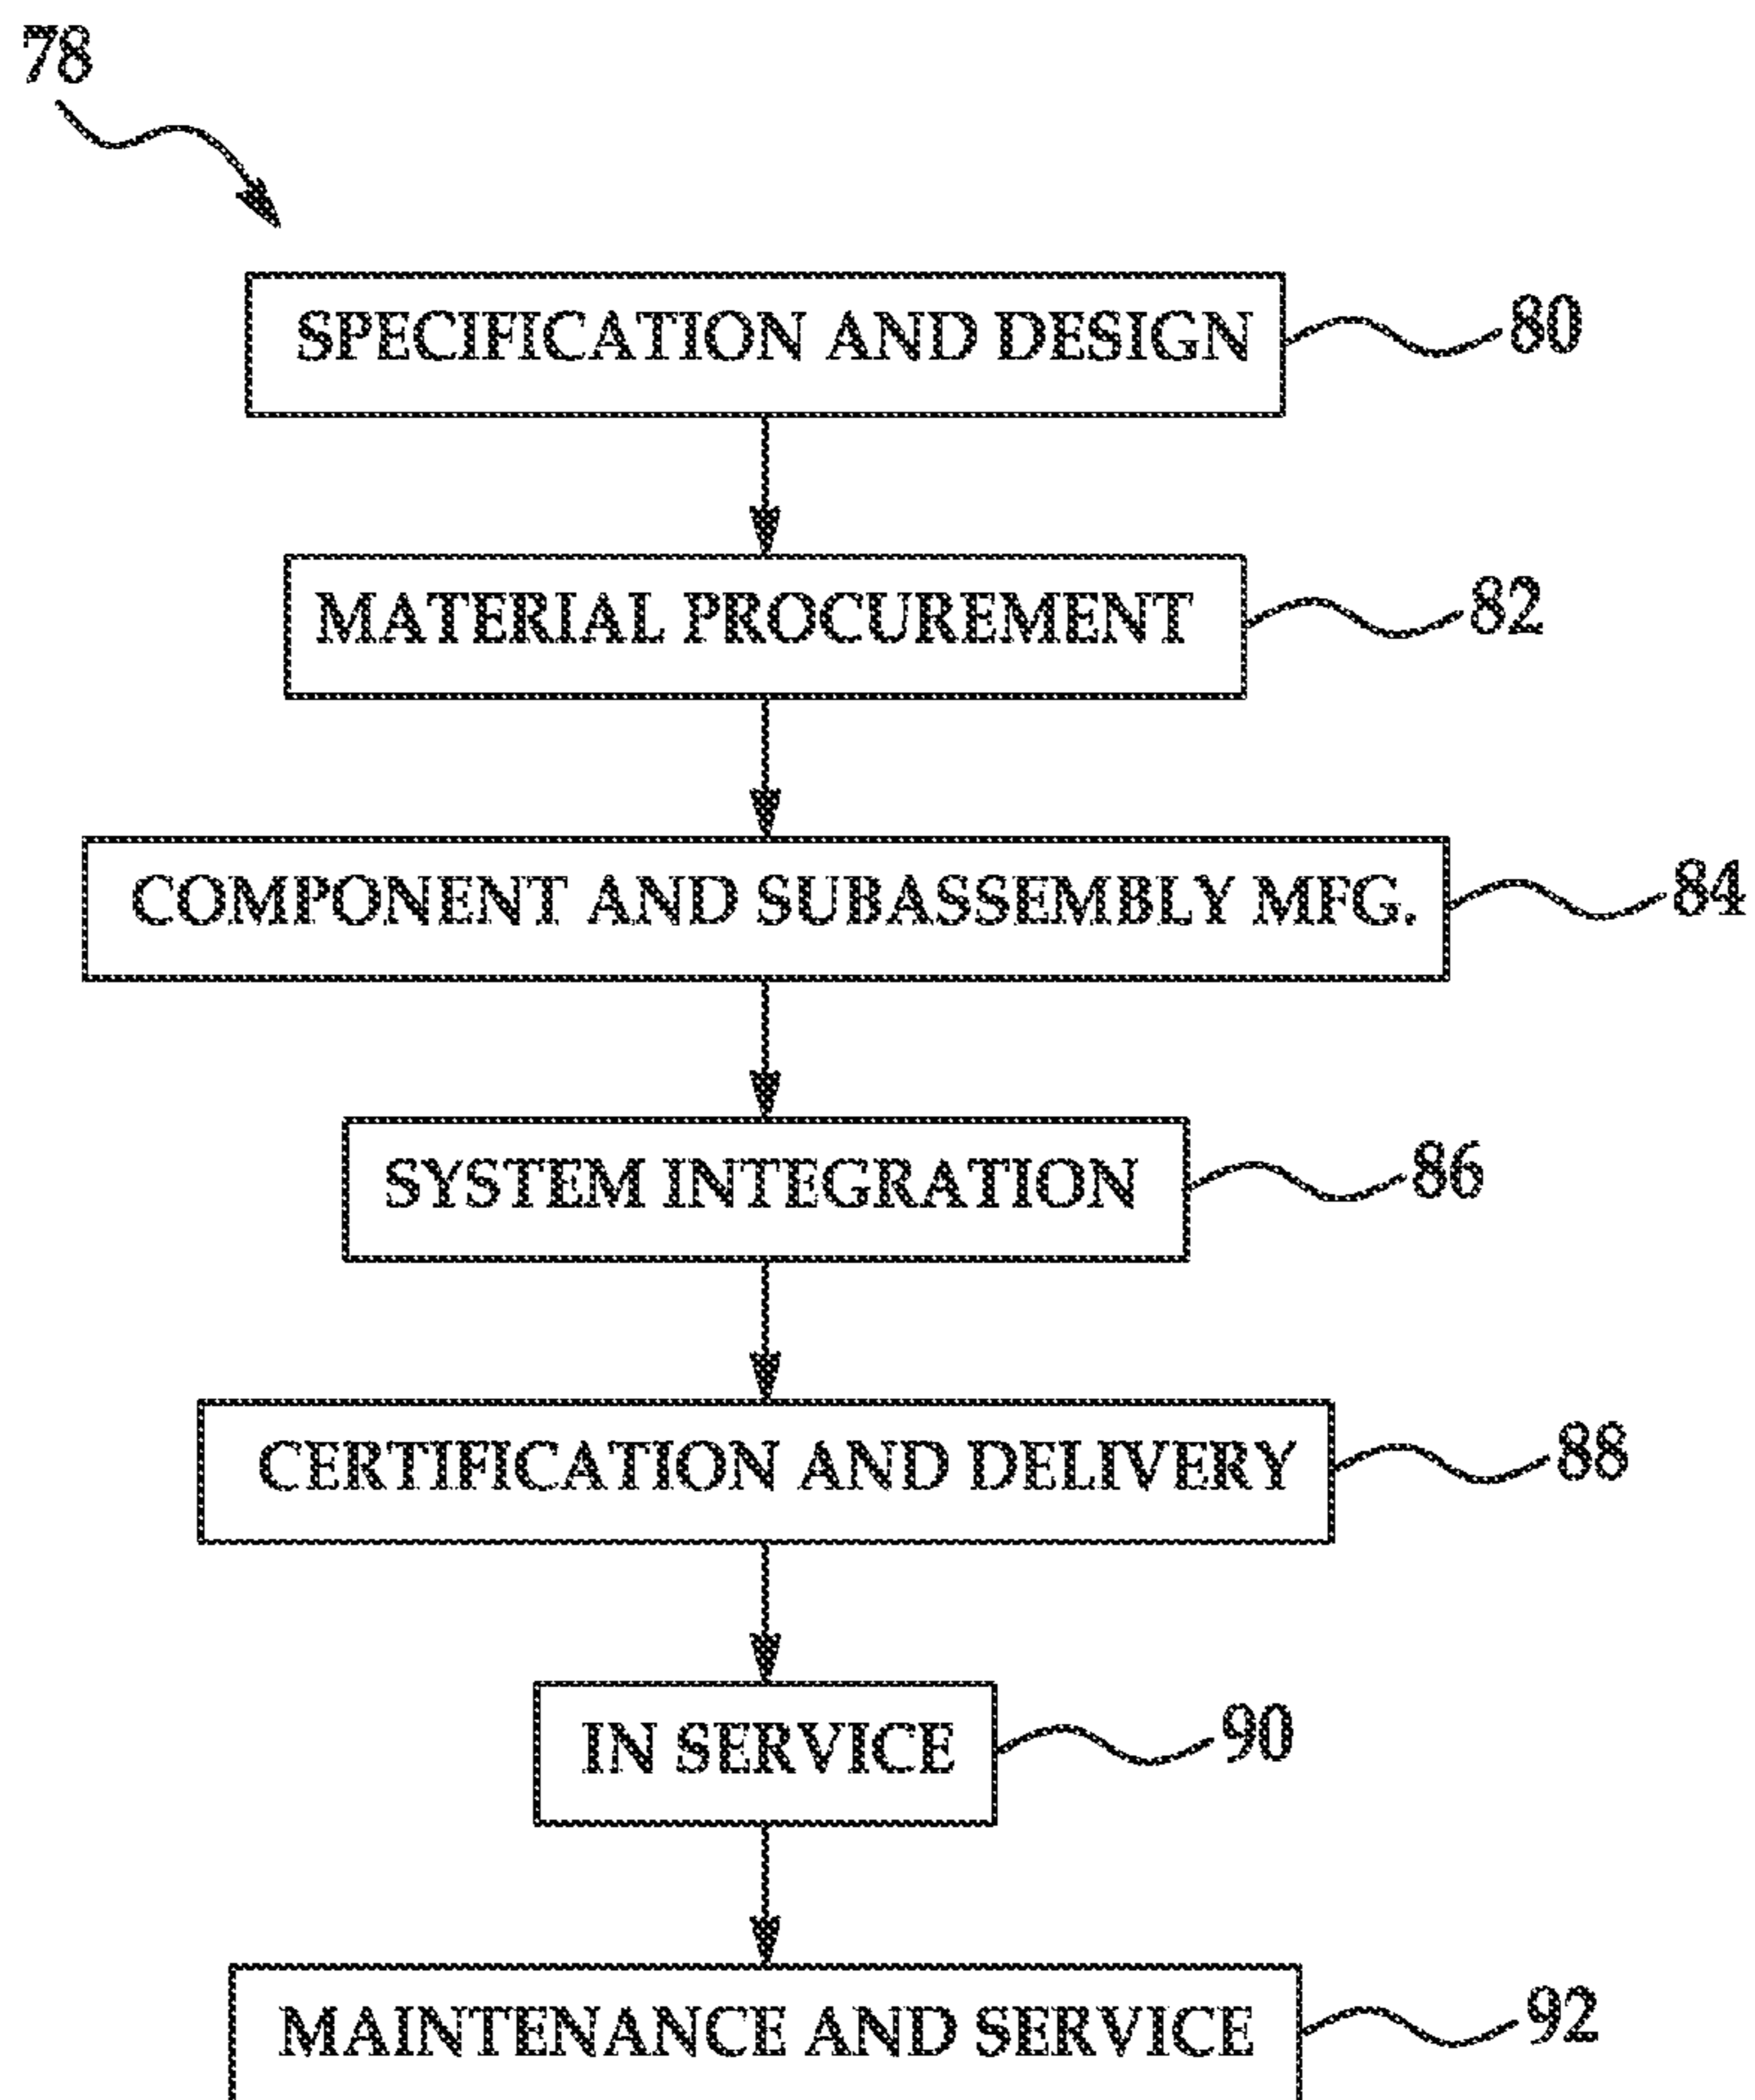 78
SPECIFICATION AND DESIGN 80
MATERIAL PROCUREMENT 82
COMPONENT AND SUBASSEMBLY MFG. 84
SYSTEM INTEGRATION 86
CERTIFICATION AND DELIVERY 88
IN SERVICE 90
MAINTENANCE AND SERVICE 92